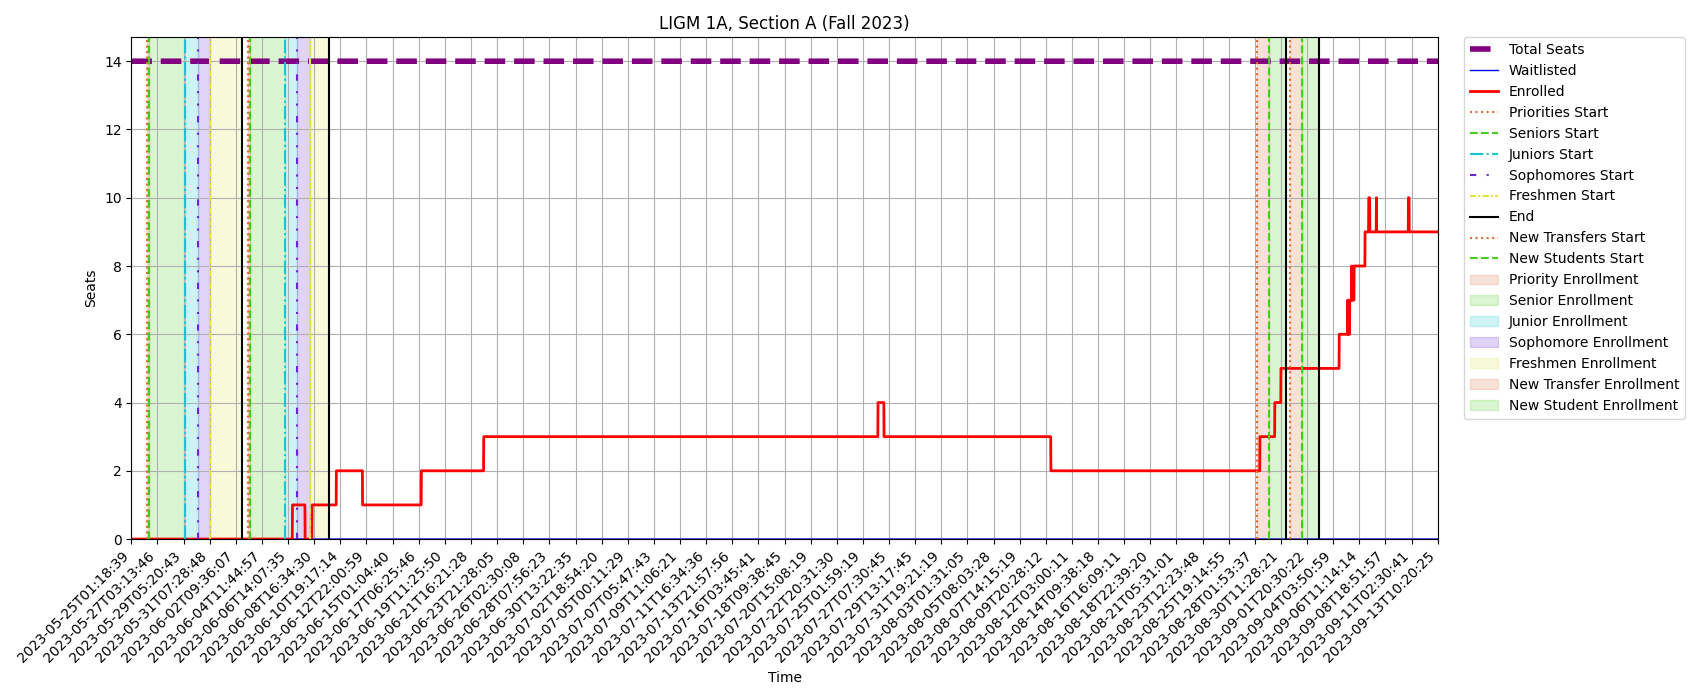 LIGM 1A, Section A (Fall 2023)
Seats
14
12
10
8
6
4
2
0
2023-05-25T01:18:39
2023-05-27T03:13:46
2023-05-29T05:20:43
2023-05-31T07:28:48
2023-06-02T09:36:07
2023-06-04T11:44:57
2023-06-06T14:07:35
2023-06-08T16:34:30
2023-06-10T19:17:14
2023-06-12T22:00:59
2023-06-15T01:04:40
2023-06-17T06:25:46
2023-06-19T11:25:50
2023-06-21T16:21:28
2023-06-23T21:28:05
2023-06-26T02:30:08
2023-06-28T07:56:23
2023-06-30T13:22:35
2023-07-02T18:54:20
2023-07-05T00:11:29
2023-07-07T05:47:43
2023-07-09T11:06:21
2023-07-11T16:34:36
2023-07-13T21:57:56
2023-07-16T03:45:41
2023-07-18T09:38:45
2023-07-20T15:08:19
2023-07-22T20:31:30
2023-07-25T01:59:19
2023-07-27T07:30:45
2023-07-29T13:17:45
2023-07-31T19:21:19
2023-08-03T01:31:05
2023-08-05T08:03:28
2023-08-07T14:15:19
2023-08-09T20:28:12
2023-08-12T03:00:11
2023-08-14T09:38:18
2023-08-16T16:09:11
2023-08-18T22:39:20
2023-08-21T05:31:01
2023-08-23T12:23:48
2023-08-25T19:14:55
2023-08-28T01:53:37
2023-08-30T11:28:21
2023-09-01T20:30:22
2023-09-04T03:50:59
2023-09-06T11:14:14
2023-09-08T18:51:57
2023-09-11T02:30:41
2023-09-13T10:20:25
Time
Total Seats
Waitlisted
Enrolled
Priorities Start
Seniors Start
Juniors Start
Sophomores Start
Freshmen Start
End
New Transfers Start
New Students Start
Priority Enrollment
Senior Enrollment
Junior Enrollment
Sophomore Enrollment
Freshmen Enrollment
New Transfer Enrollment
New Student Enrollment